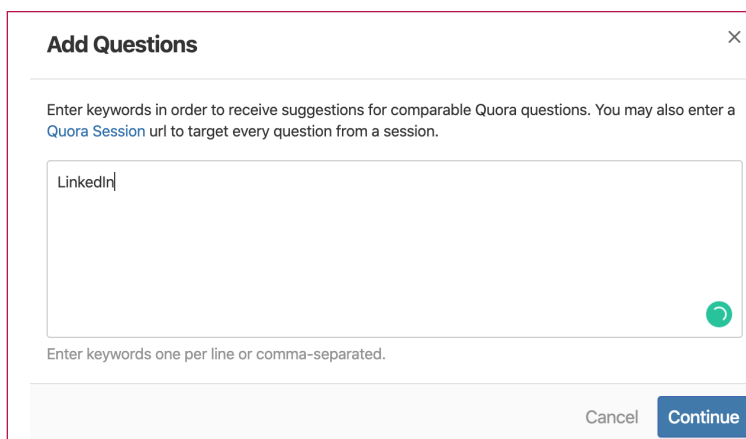 Add Questions
Enter keywords in order to receive suggestions for comparable Quora questions. You may also enter a
Quora Session url to target every question from a session.
LinkedIn
Enter keywords one per line or comma-separated.
Cancel Continue